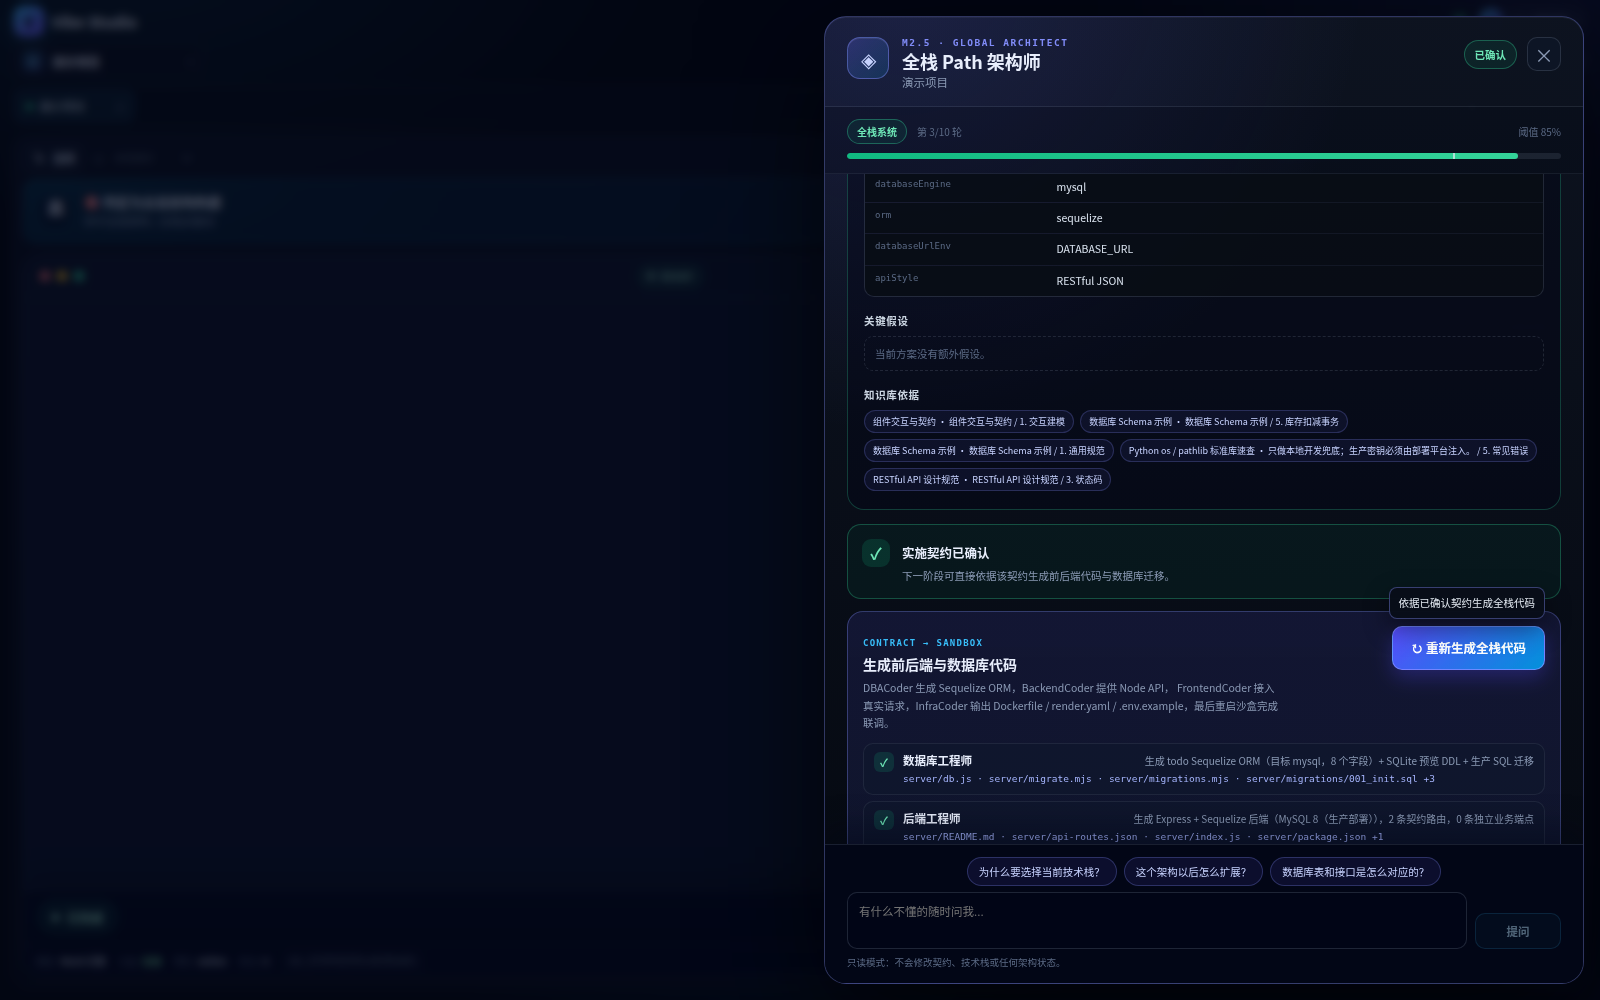 M2.5 · GLOBAL ARCHITECT
全栈 Path 架构师
演示项目
已确认
全栈系统
第 3/10 轮
阈值 85%
databaseEngine
mysql
orm
sequelize
databaseUrlEnv
DATABASE_URL
apiStyle
RESTful JSON
关键假设
当前方案没有额外假设。
知识库依据
组件交互与契约 · 组件交互与契约 / 1. 交互建模
数据库 Schema 示例 · 数据库 Schema 示例 / 5. 库存扣减事务
数据库 Schema 示例 · 数据库 Schema 示例 / 1. 通用规范
Python os / pathlib 标准库速查 · 只做本地开发兜底；生产密钥必须由部署平台注入。 / 5. 常见错误
RESTful API 设计规范 · RESTful API 设计规范 / 3. 状态码
✓
实施契约已确认
下一阶段可直接依据该契约生成前后端代码与数据库迁移。
依据已确认契约生成全栈代码
CONTRACT → SANDBOX
↻ 重新生成全栈代码
生成前后端与数据库代码
DBACoder 生成 Sequelize ORM，BackendCoder 提供 Node API， FrontendCoder 接入
真实请求，InfraCoder 输出 Dockerfile / render.yaml / .env.example，最后重启沙盒完成
联调。
✓
数据库工程师
生成 todo Sequelize ORM（目标 mysql，8 个字段）+ SQLite 预览 DDL + 生产 SQL 迁移
server/db.js · server/migrate.mjs · server/migrations.mjs · server/migrations/001_init.sql +3
✓
后端工程师
生成 Express + Sequelize 后端（MySQL 8（生产部署）），2 条契约路由，0 条独立业务端点
server/README.md · server/api-routes.json · server/index.js · server/package.json +1
为什么要选择当前技术栈？
这个架构以后怎么扩展？
数据库表和接口是怎么对应的？
有什么不懂的随时问我...
提问
只读模式：不会修改契约、技术栈或任何架构状态。